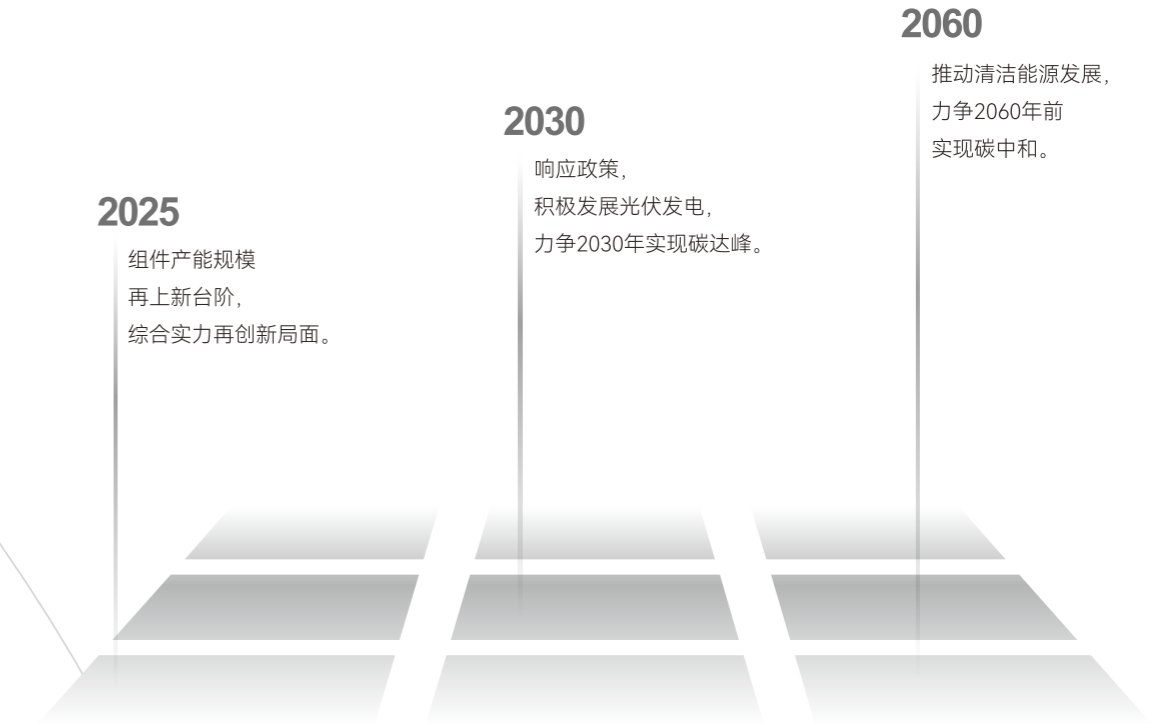 2025
组件产能规模
再上新台阶，
综合实力再创新局面。
2030
响应政策，
积极发展光伏发电，
力争2030年实现碳达峰。
2060
推动清洁能源发展，
力争2060年前
实现碳中和。